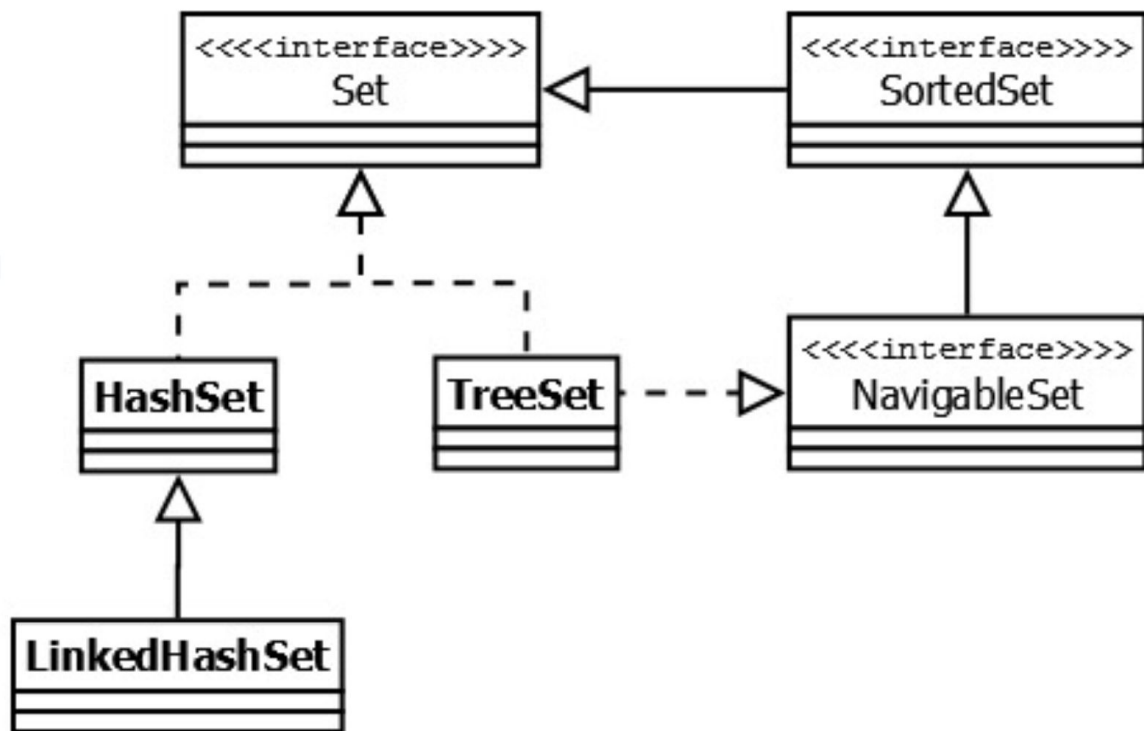 <<<<interface>>>>
Set
<<<<interface>>>>
SortedSet
HashSet
TreeSet
<<<<interface>>>>
NavigableSet
LinkedHashSet